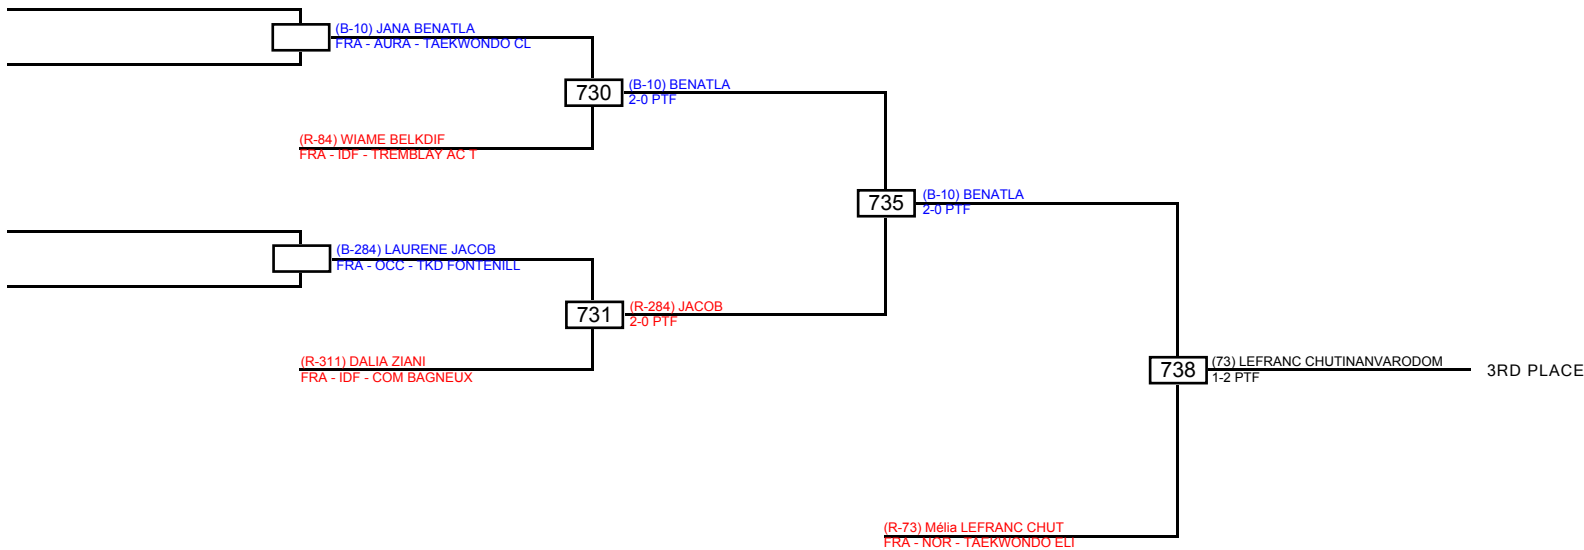 (B-10) JANA BENATLA
FRA - AURA - TAEKWONDO CL
730
(B-10) BENATLA
2-0 PTF
(R-84) WIAME BELKDIF
FRA - IDF - TREMBLAY AC T
735
(B-10) BENATLA
2-0 PTF
(B-284) LAURENE JACOB
FRA - OCC - TKD FONTENILL
731
(R-284) JACOB
2-0 PTF
(R-311) DALIA ZIANI
FRA - IDF - COM BAGNEUX
738
(73) LEFRANC CHUTINANVARODOM
1-2 PTF
3RD PLACE
(R-73) Mélia LEFRANC CHUT
FRA - NOR - TAEKWONDO ELI